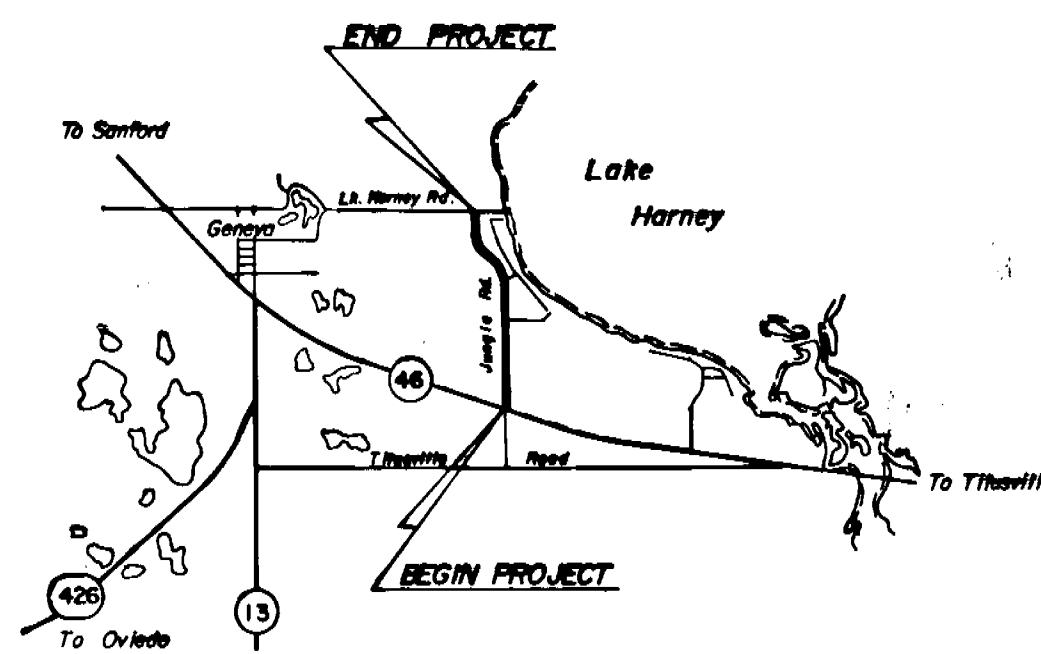 END PROJECT
To Sanford
Lake
Harney
Lk. Harney Rd.
Geneva
Jungle Rd.
46
Titusville Road
To Titusvill
BEGIN PROJECT
426
13
To Oviedo